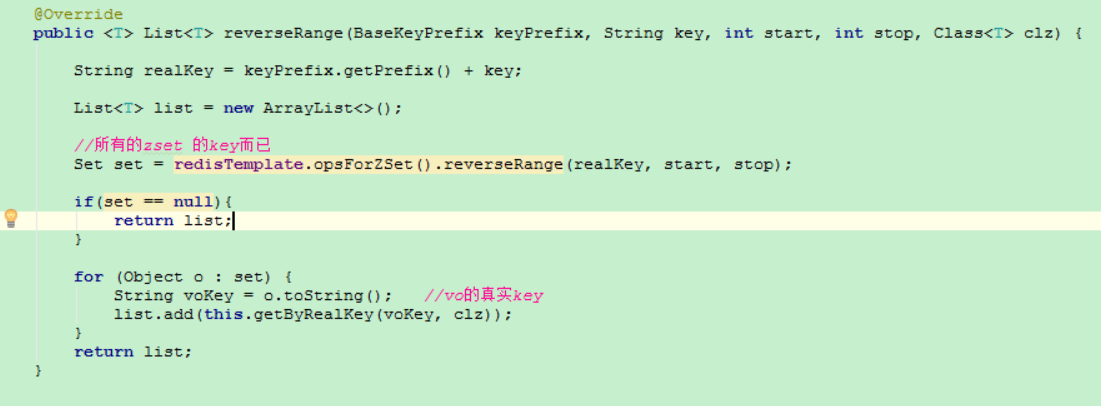 @Override
public <T> List<T> reverseRange(BaseKeyPrefix keyPrefix, String key, int start, int stop, Class<T> clz) {
String realKey = keyPrefix.getPrefix() + key;
List<T> list = new ArrayList<>();
//所有的zset 的key而已
Set set = redisTemplate.opsForZSet().reverseRange(realKey, start, stop);
if(set == null){
return list;
}
for (Object o : set) {
String voKey = o.toString();   //vo的真实key
list.add(this.getByRealKey(voKey, clz));
}
return list;
}